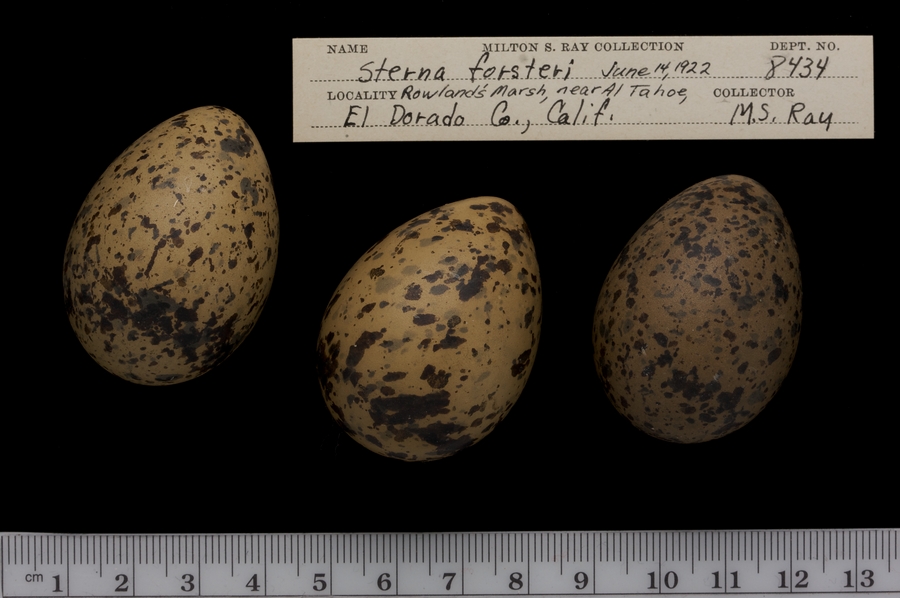 NAME MILTON S. RAY COLLECTION DEPT. NO.
Sterna forsteri June 14, 1922 8434
LOCALITY Rowland's Marsh, near Al Tahoe, COLLECTOR
El Dorado Co., Calif. M.S. Ray
cm 1 2 3 4 5 6 7 8 9 10 11 12 13